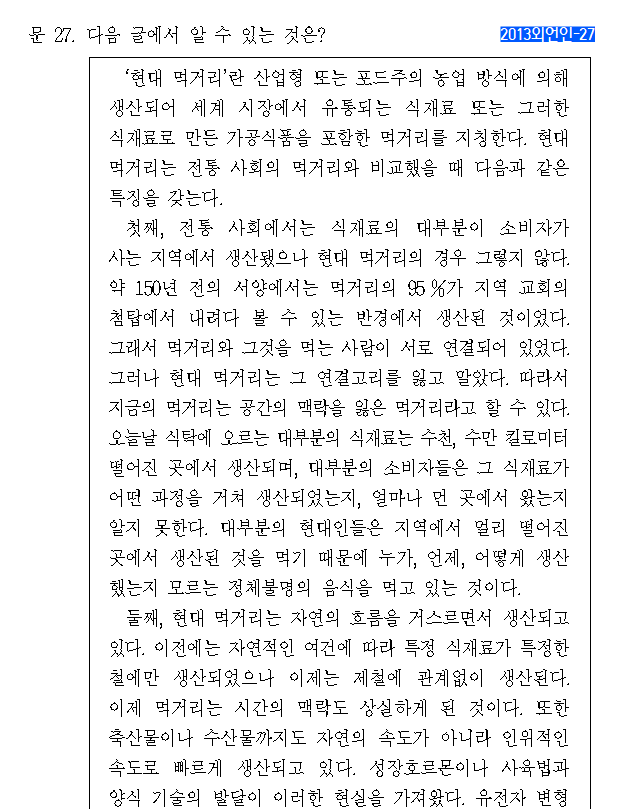 문 27. 다음 글에서 알 수 있는 것은?
2013외언인-27
‘현대 먹거리’란 산업형 또는 포드주의 농업 방식에 의해
생산되어 세계 시장에서 유통되는 식재료 또는 그러한
식재료로 만든 가공식품을 포함한 먹거리를 지칭한다. 현대
먹거리는 전통 사회의 먹거리와 비교했을 때 다음과 같은
특징을 갖는다.
첫째, 전통 사회에서는 식재료의 대부분이 소비자가
사는 지역에서 생산됐으나 현대 먹거리의 경우 그렇지 않다.
약 150년 전의 서양에서는 먹거리의 95 %가 지역 교회의
첨탑에서 내려다 볼 수 있는 반경에서 생산된 것이었다.
그래서 먹거리와 그것을 먹는 사람이 서로 연결되어 있었다.
그러나 현대 먹거리는 그 연결고리를 잃고 말았다. 따라서
지금의 먹거리는 공간의 맥락을 잃은 먹거리라고 할 수 있다.
오늘날 식탁에 오르는 대부분의 식재료는 수천, 수만 킬로미터
떨어진 곳에서 생산되며, 대부분의 소비자들은 그 식재료가
어떤 과정을 거쳐 생산되었는지, 얼마나 먼 곳에서 왔는지
알지 못한다. 대부분의 현대인들은 지역에서 멀리 떨어진
곳에서 생산된 것을 먹기 때문에 누가, 언제, 어떻게 생산
했는지 모르는 정체불명의 음식을 먹고 있는 것이다.
둘째, 현대 먹거리는 자연의 흐름을 거스르면서 생산되고
있다. 이전에는 자연적인 여건에 따라 특정 식재료가 특정한
철에만 생산되었으나 이제는 제철에 관계없이 생산된다.
이제 먹거리는 시간의 맥락도 상실하게 된 것이다. 또한
축산물이나 수산물까지도 자연의 속도가 아니라 인위적인
속도로 빠르게 생산되고 있다. 성장호르몬이나 사육법과
양식 기술의 발달이 이러한 현실을 가져왔다. 유전자 변형